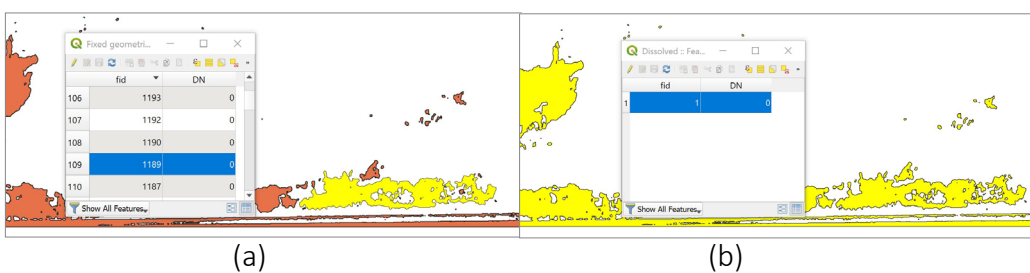 Fixed geometri...
fid DN
106 1193 0
107 1192 0
108 1190 0
109 1189 0
110 1187 0
Show All Features
(a)
Dissolved :: Fea...
fid DN
1 1 0
Show All Features
(b)